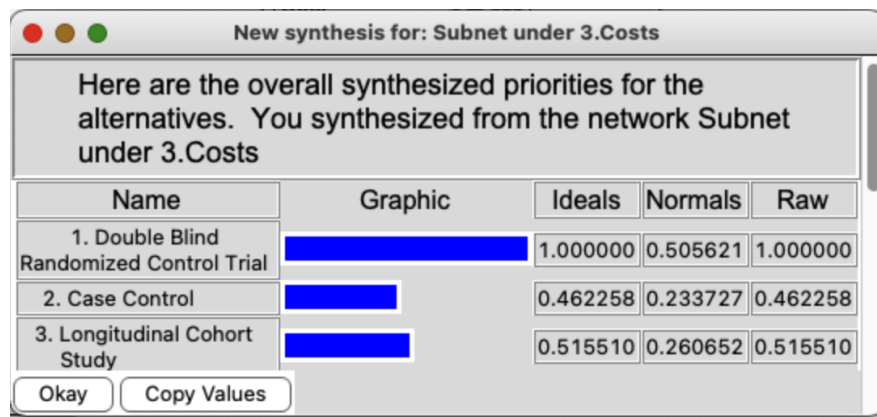 New synthesis for: Subnet under 3.Costs
Here are the overall synthesized priorities for the
alternatives. You synthesized from the network Subnet
under 3.Costs
Name Graphic Ideals Normals Raw
1. Double Blind
Randomized Control Trial 1.000000 0.505621 1.000000
2. Case Control 0.462258 0.233727 0.462258
3. Longitudinal Cohort
Study 0.515510 0.260652 0.515510
Okay Copy Values